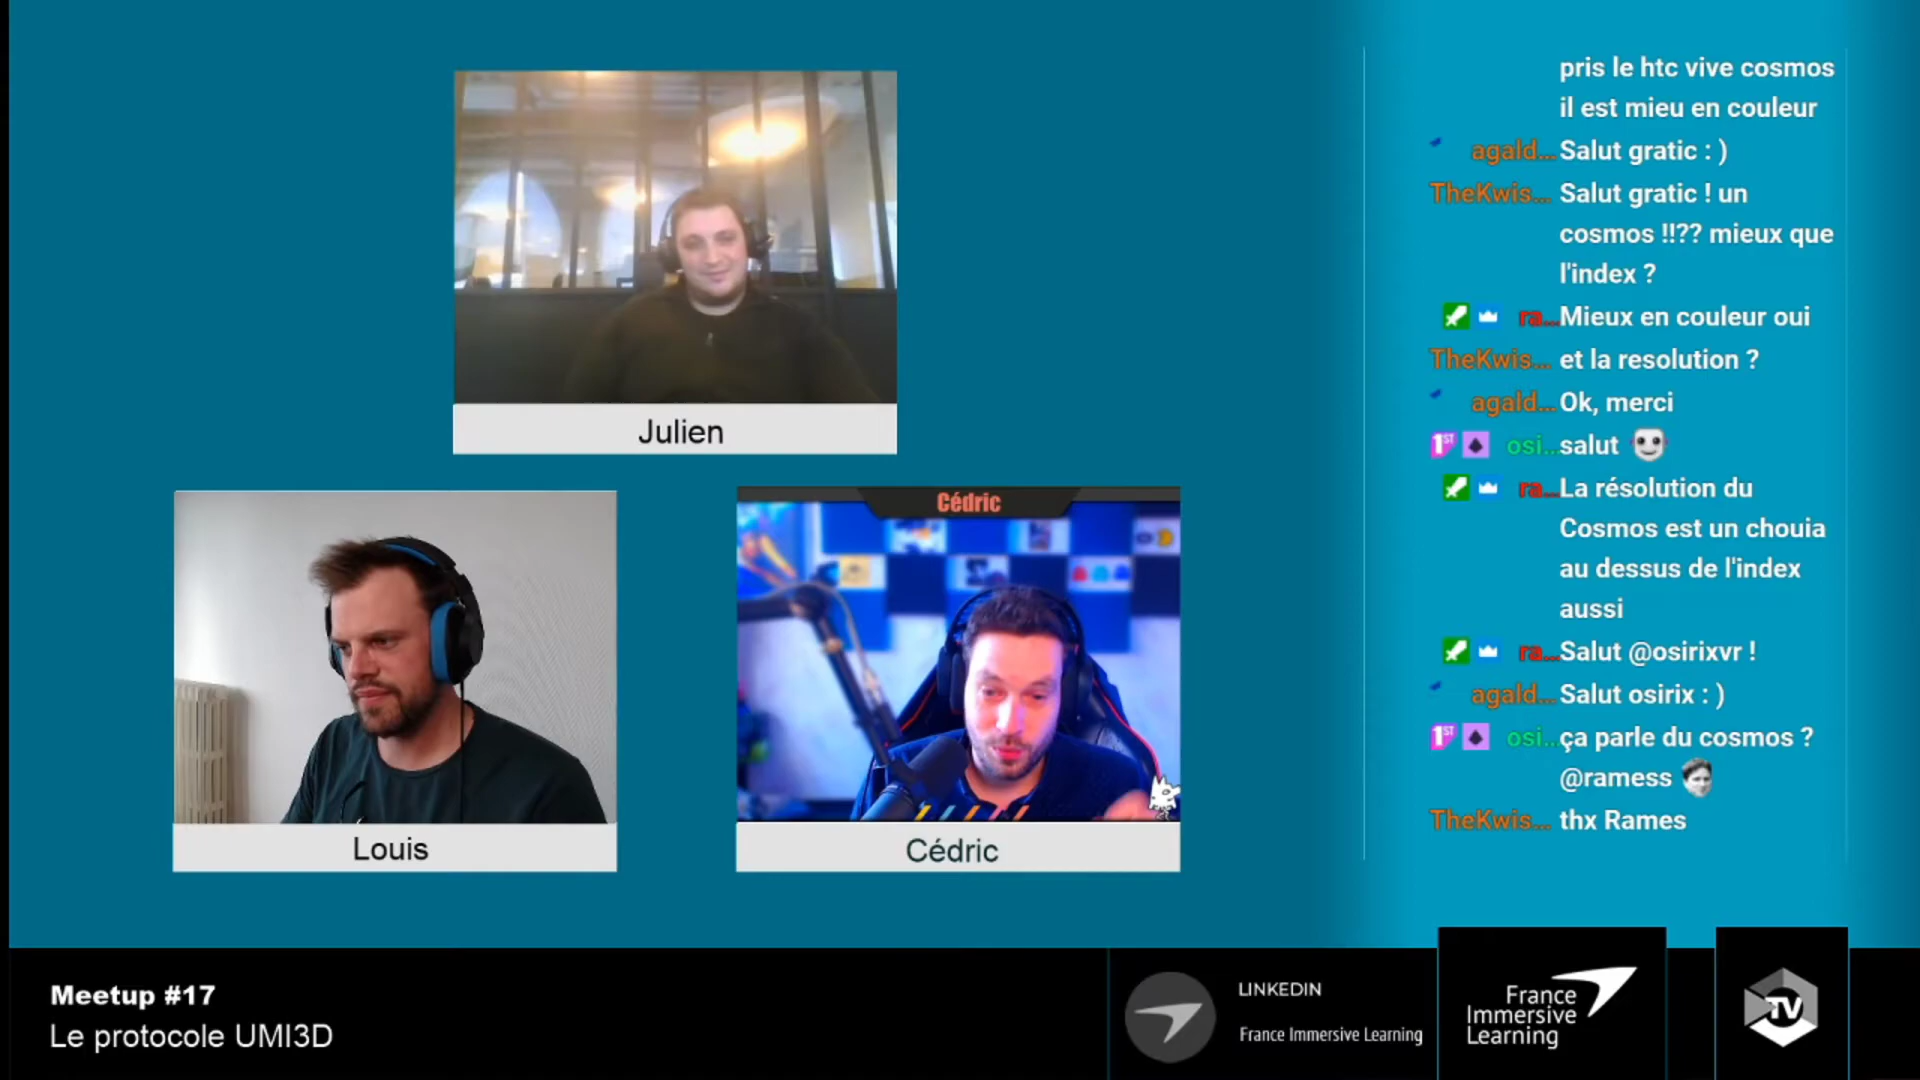 Julien
Louis
Cédric
Cédric
pris le htc vive cosmos
il est mieu en couleur
agald... Salut gratic : )
TheKwis... Salut gratic ! un
cosmos !!?? mieux que
l'index ?
ra... Mieux en couleur oui
TheKwis... et la resolution ?
agald... Ok, merci
1ST osi... salut
ra... La résolution du
Cosmos est un chouia
au dessus de l'index
aussi
ra... Salut @osirixvr !
agald... Salut osirix : )
1ST osi... ça parle du cosmos ?
@ramess
TheKwis... thx Rames
Meetup #17
Le protocole UMI3D
LINKEDIN
France Immersive Learning
France
Immersive
Learning
TV